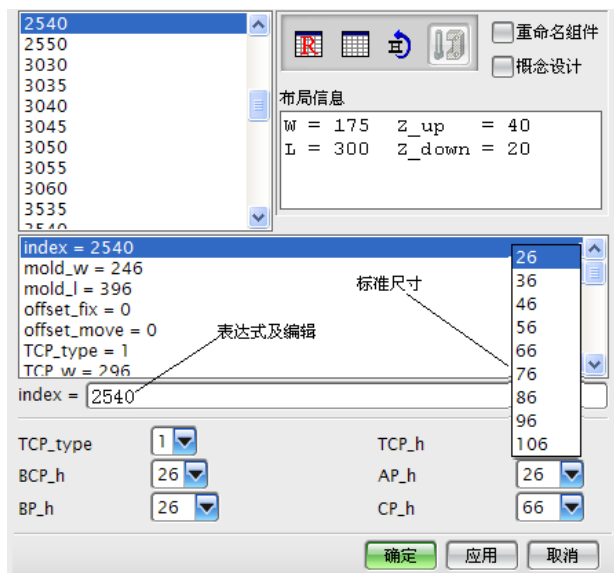 2540
2550
3030
3035
3040
3045
3050
3055
3060
3535
重命名组件
概念设计
布局信息
W = 175 Z_up = 40
L = 300 Z_down = 20
index = 2540
mold_w = 246
mold_l = 396
offset_fix = 0
offset_move = 0
TCP_type = 1
TCP_w = 296
表达式及编辑
标准尺寸
26
36
46
56
66
76
86
96
106
index = 2540
TCP_type 1 TCP_h
BCP_h 26 AP_h 26
BP_h 26 CP_h 66
确定 应用 取消